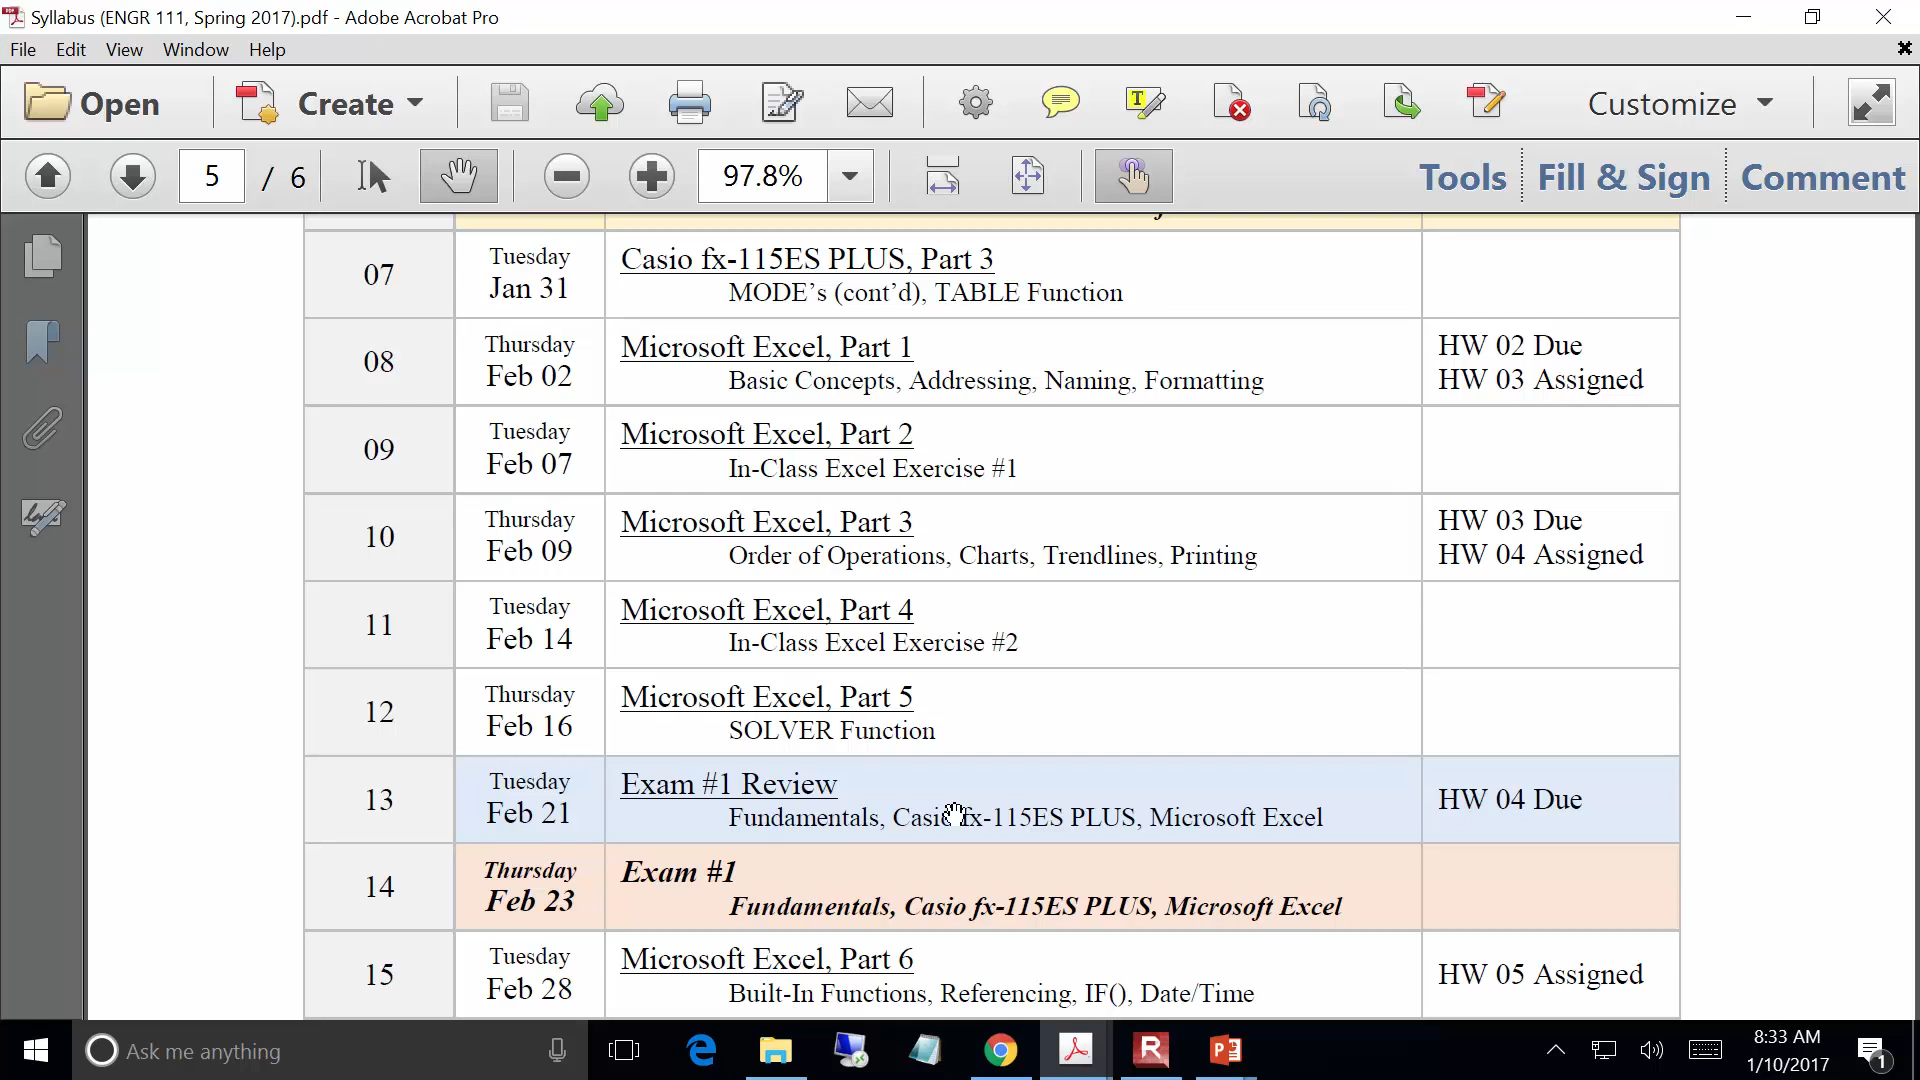 Syllabus (ENGR 111, Spring 2017).pdf - Adobe Acrobat Pro
File Edit View Window Help
Open Create Customize
5 / 6 97.8% Tools Fill & Sign Comment
07 Tuesday Jan 31 Casio fx-115ES PLUS, Part 3
MODE's (cont'd), TABLE Function
08 Thursday Feb 02 Microsoft Excel, Part 1 HW 02 Due
Basic Concepts, Addressing, Naming, Formatting HW 03 Assigned
09 Tuesday Feb 07 Microsoft Excel, Part 2
In-Class Excel Exercise #1
10 Thursday Feb 09 Microsoft Excel, Part 3 HW 03 Due
Order of Operations, Charts, Trendlines, Printing HW 04 Assigned
11 Tuesday Feb 14 Microsoft Excel, Part 4
In-Class Excel Exercise #2
12 Thursday Feb 16 Microsoft Excel, Part 5
SOLVER Function
13 Tuesday Feb 21 Exam #1 Review HW 04 Due
Fundamentals, Casio fx-115ES PLUS, Microsoft Excel
14 Thursday Feb 23 Exam #1
Fundamentals, Casio fx-115ES PLUS, Microsoft Excel
15 Tuesday Feb 28 Microsoft Excel, Part 6 HW 05 Assigned
Built-In Functions, Referencing, IF(), Date/Time
Ask me anything
8:33 AM
1/10/2017
1